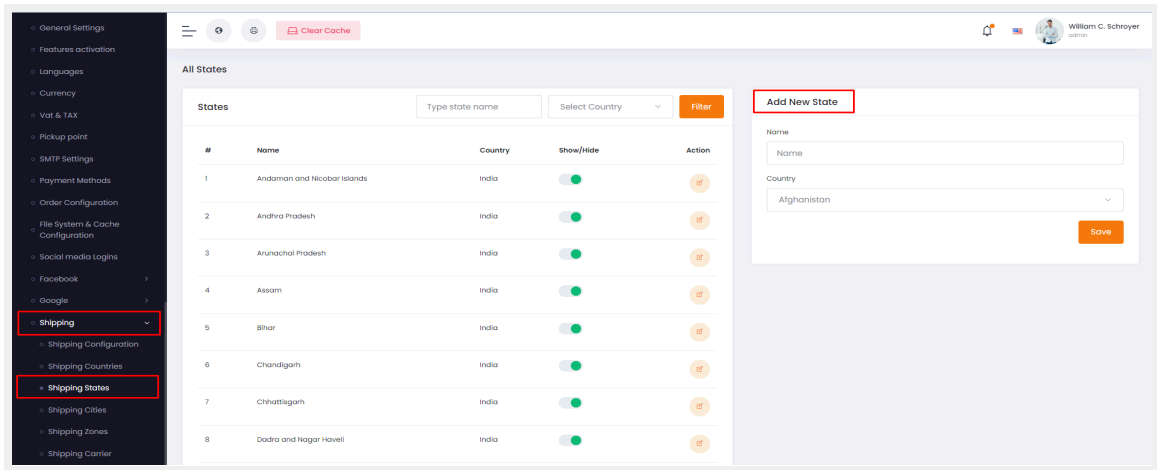 General Settings
Features activation
Languages
Currency
Vat & TAX
Pickup point
SMTP Settings
Payment Methods
Order Configuration
File System & Cache
Configuration
Social media Logins
Facebook
Google
Shipping
Shipping Configuration
Shipping Countries
Shipping States
Shipping Cities
Shipping Zones
Shipping Carrier
Clear Cache
William C. Schroyer
admin
All States
States
Type state name
Select Country
Filter
# Name Country Show/Hide Action
1 Andaman and Nicobar Islands India
2 Andhra Pradesh India
3 Arunachal Pradesh India
4 Assam India
5 Bihar India
6 Chandigarh India
7 Chhattisgarh India
8 Dadra and Nagar Haveli India
Add New State
Name
Name
Country
Afghanistan
Save